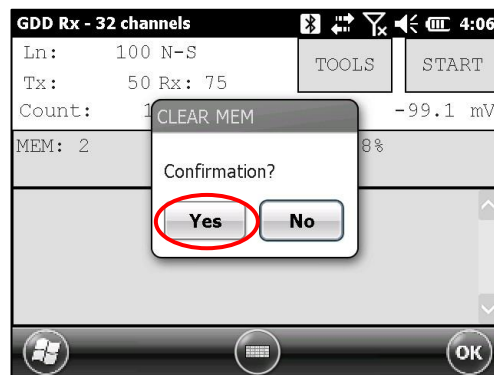 GDD Rx - 32 channels 4:06
Ln: 100 N-S
TOOLS START
Tx: 50 Rx: 75
Count: 1 -99.1 mV
CLEAR MEM
MEM: 2 8%
Confirmation?
Yes No
OK